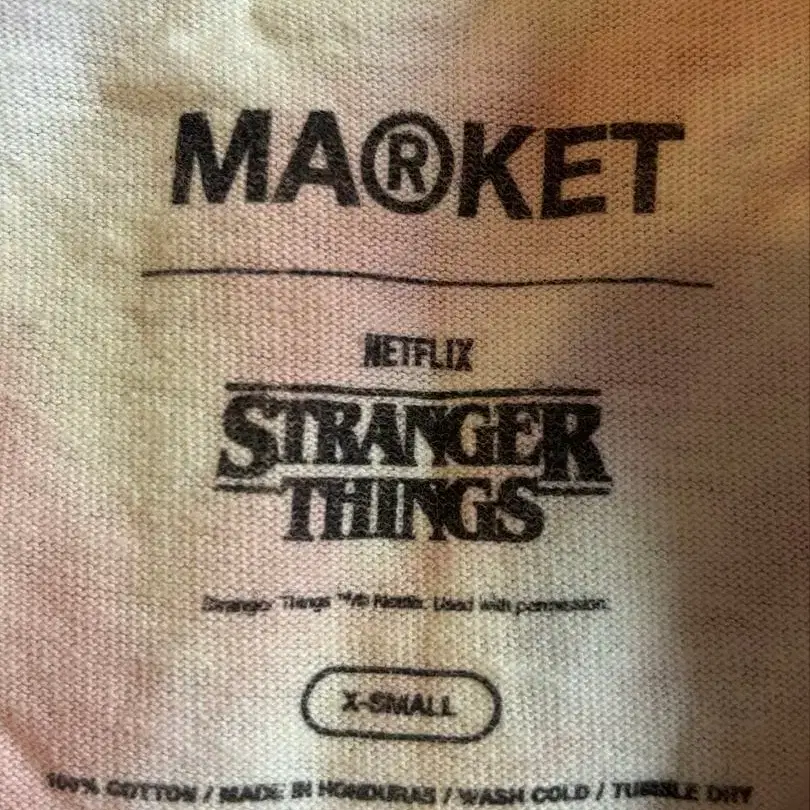 MA®KET
NETFLIX
STRANGER
THINGS
Stranger Things ™/© Netflix. Used with permission.
X-SMALL
100% COTTON / MADE IN HONDURAS / WASH COLD / TUMBLE DRY